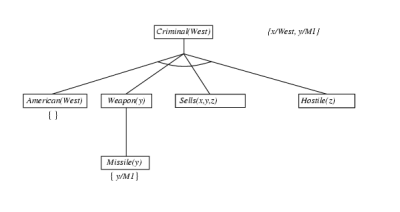 Criminal(West) {x/West, y/M1}
American(West) Weapon(y) Sells(x,y,z) Hostile(z)
{ }
Missile(y)
{ y/M1}